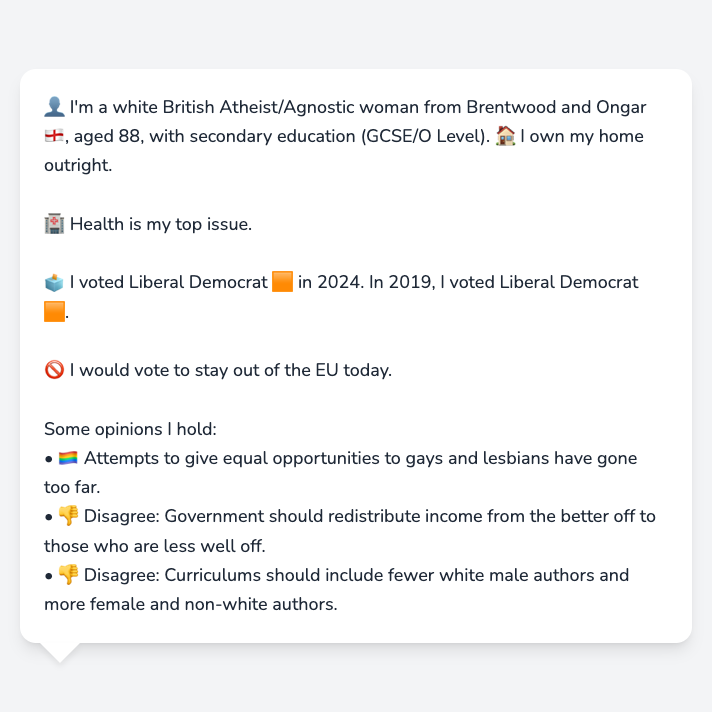 👤 I'm a white British Atheist/Agnostic woman from Brentwood and Ongar
🏴󠁧󠁢󠁥󠁮󠁧󠁿, aged 88, with secondary education (GCSE/O Level). 🏠 I own my home
outright.
🏥 Health is my top issue.
🗳️ I voted Liberal Democrat 🟧 in 2024. In 2019, I voted Liberal Democrat
🟧.
🚫 I would vote to stay out of the EU today.
Some opinions I hold:
• 🏳️‍🌈 Attempts to give equal opportunities to gays and lesbians have gone
too far.
• 👎 Disagree: Government should redistribute income from the better off to
those who are less well off.
• 👎 Disagree: Curriculums should include fewer white male authors and
more female and non-white authors.